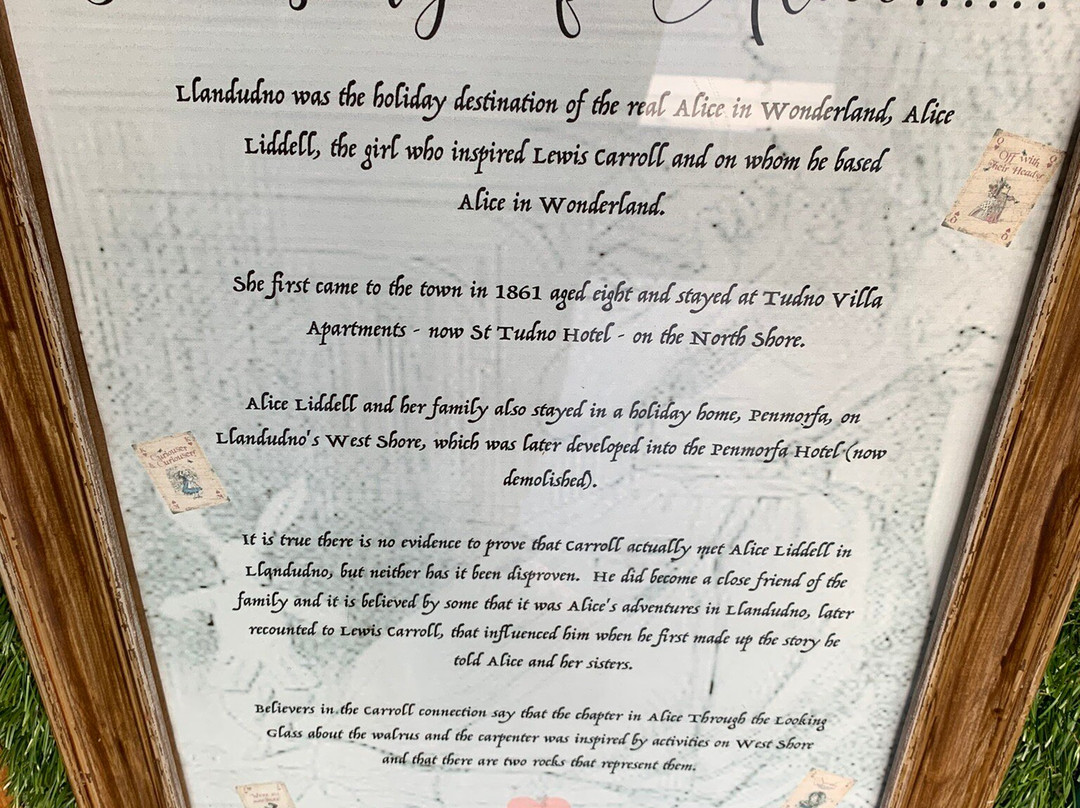 Llandudno was the holiday destination of the real Alice in Wonderland, Alice
Liddell, the girl who inspired Lewis Carroll and on whom he based
Alice in Wonderland.
Off with
Their Heads!
She first came to the town in 1861 aged eight and stayed at Tudno Villa
Apartments - now St Tudno Hotel - on the North Shore.
Alice Liddell and her family also stayed in a holiday home, Penmorfa, on
Llandudno's West Shore, which was later developed into the Penmorfa Hotel (now
demolished).
Curiouser
& Curiouser!
It is true there is no evidence to prove that Carroll actually met Alice Liddell in
Llandudno, but neither has it been disproven. He did become a close friend of the
family and it is believed by some that it was Alice's adventures in Llandudno, later
recounted to Lewis Carroll, that influenced him when he first made up the story he
told Alice and her sisters.
Believers in the Carroll connection say that the chapter in Alice Through the Looking
Glass about the walrus and the carpenter was inspired by activities on West Shore
and that there are two rocks that represent them.